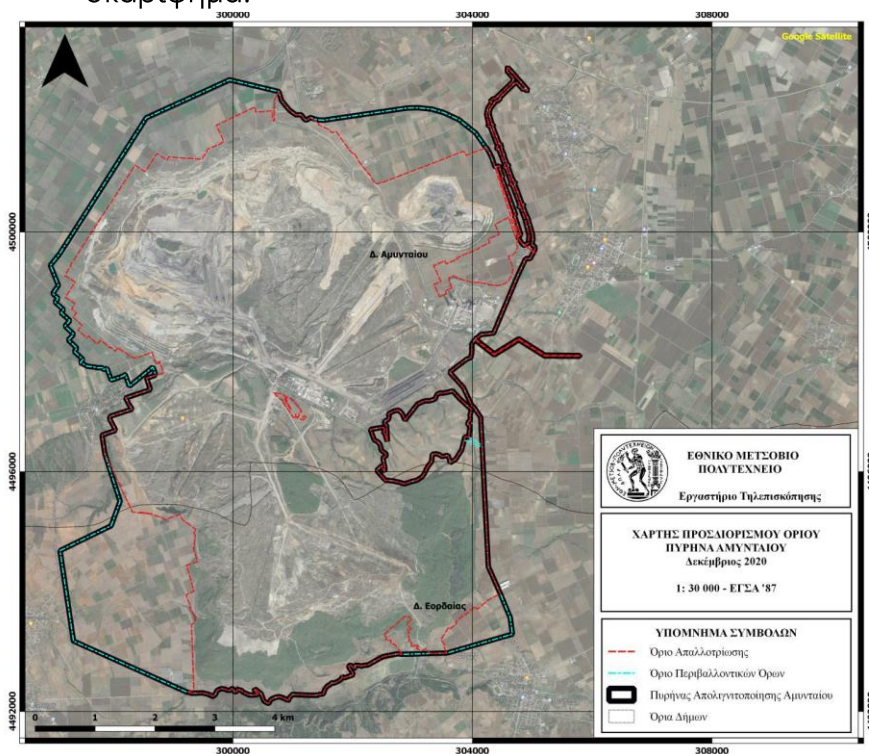 σκαρίφημα.
300000 304000 308000
Google Satellite
4500000
Δ. Αμυνταίου
4496000
Δ. Εορδαίας
4492000
0 1 2 3 4 km
300000 304000 308000
ΕΘΝΙΚΟ ΜΕΤΣΟΒΙΟ
ΠΟΛΥΤΕΧΝΕΙΟ
Εργαστήριο Τηλεπισκόπησης
ΧΑΡΤΗΣ ΠΡΟΣΔΙΟΡΙΣΜΟΥ ΟΡΙΟΥ
ΠΥΡΗΝΑ ΑΜΥΝΤΑΙΟΥ
Δεκέμβριος 2020
1: 30 000 - ΕΓΣΑ '87
ΥΠΟΜΝΗΜΑ ΣΥΜΒΟΛΩΝ
Όριο Απαλλοτρίωσης
Όριο Περιβαλλοντικών Όρων
Πυρήνας Απολιγνιτοποίησης Αμυνταίου
Όρια Δήμων